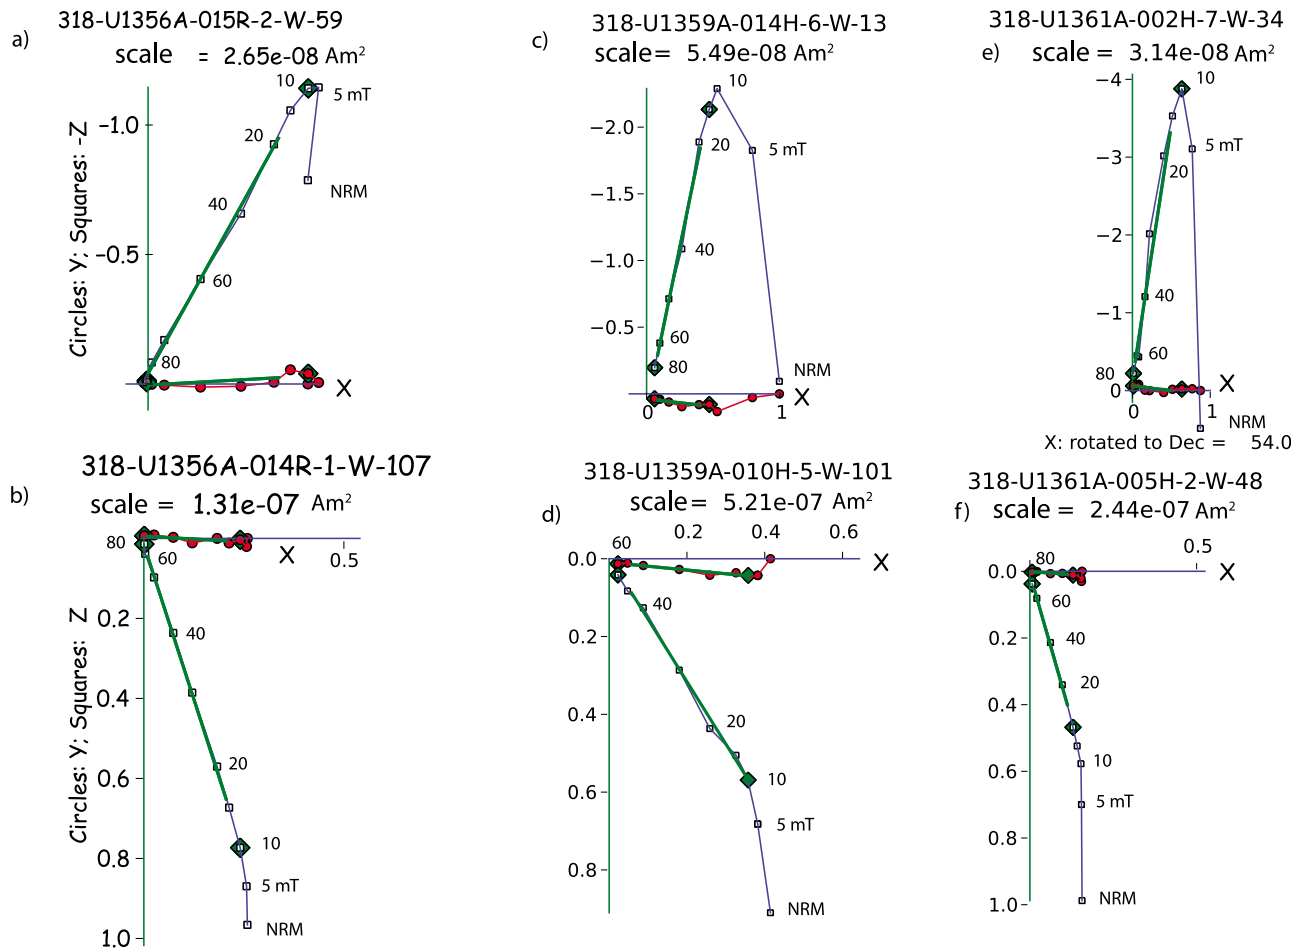 a)
318-U1356A-015R-2-W-59
scale = 2.65e-08 Am²
Circles: Y; Squares: -Z
−1.0
−0.5
10
5 mT
20
NRM
40
60
80
X
c)
318-U1359A-014H-6-W-13
scale = 5.49e-08 Am²
−2.0
−1.5
−1.0
−0.5
10
20
5 mT
40
60
80
NRM
X
0
1
e)
318-U1361A-002H-7-W-34
scale = 3.14e-08 Am²
−4
−3
−2
−1
0
10
5 mT
20
40
60
80
X
0
1
NRM
X: rotated to Dec = 54.0
b)
318-U1356A-014R-1-W-107
scale = 1.31e-07 Am²
Circles: Y; Squares: Z
80
60
X
0.5
0.2
40
0.4
20
0.6
0.8
10
5 mT
NRM
1.0
d)
318-U1359A-010H-5-W-101
scale = 5.21e-07 Am²
60
0.2
0.4
0.6
0.0
X
40
0.2
0.4
20
0.6
10
5 mT
0.8
NRM
f)
318-U1361A-005H-2-W-48
scale = 2.44e-07 Am²
80
0.5
0.0
X
60
0.2
40
20
0.4
0.6
10
5 mT
0.8
NRM
1.0